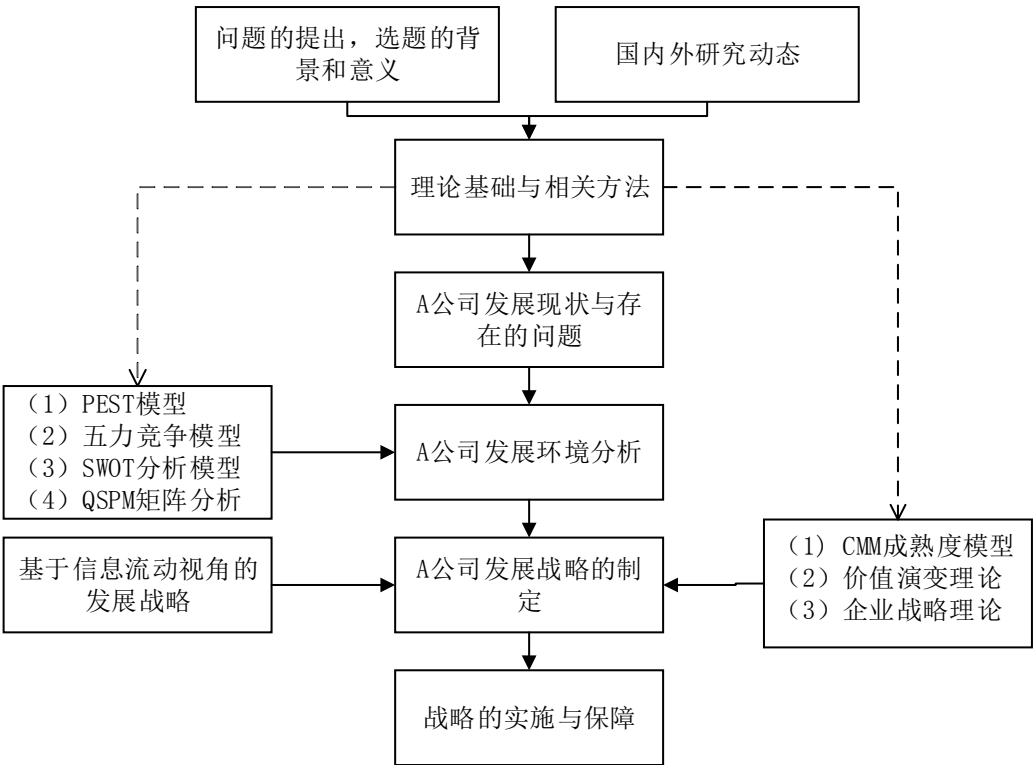 问题的提出，选题的背
景和意义
国内外研究动态
理论基础与相关方法
A公司发展现状与存
在的问题
（1）PEST模型
（2）五力竞争模型
（3）SWOT分析模型
（4）QSPM矩阵分析
A公司发展环境分析
基于信息流动视角的
发展战略
A公司发展战略的制
定
（1）CMM成熟度模型
（2）价值演变理论
（3）企业战略理论
战略的实施与保障